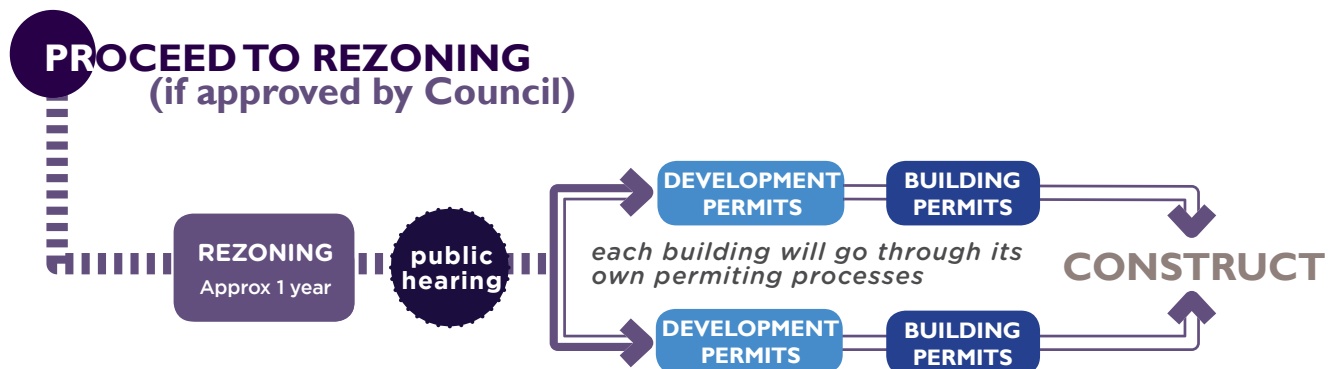 PROCEED TO REZONING
(if approved by Council)
REZONING
Approx 1 year
public
hearing
DEVELOPMENT
PERMITS
BUILDING
PERMITS
each building will go through its
own permiting processes
CONSTRUCT
DEVELOPMENT
PERMITS
BUILDING
PERMITS